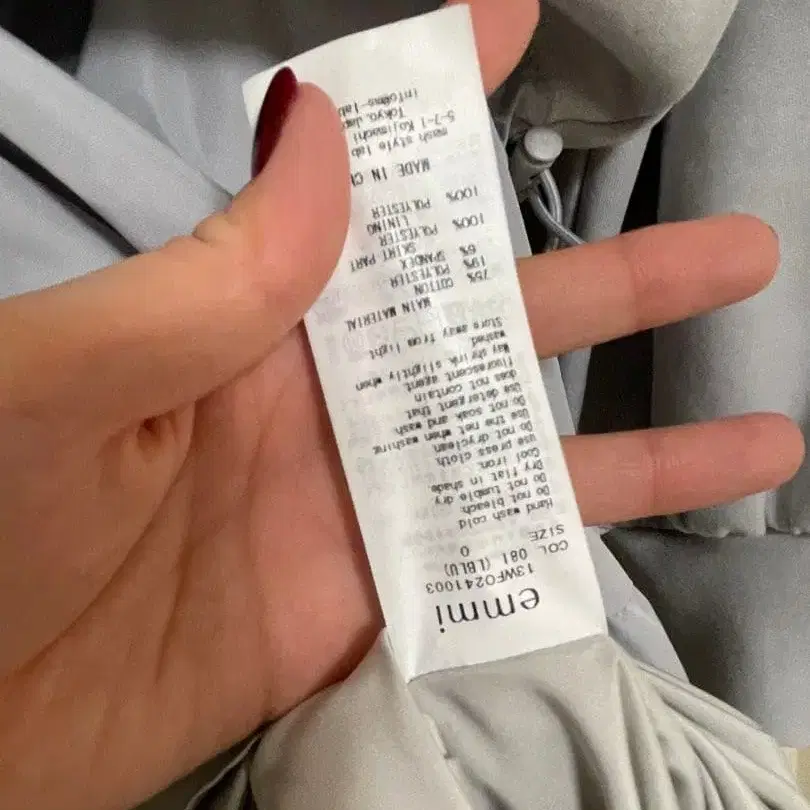 emmi
13WFO241003
COL 081 (LBLU)
SIZE 0
Hand wash cold.
Do not bleach.
Do not tumble dry
Dry flat in shade.
Cool iron.
use press cloth.
Do not dryclean.
Use the net when washing
Do not soak and wash.
Use detergent that
does not contain
fluorescent agent.
May shrink slightly when
washed.
Store away from light
MAIN MATERIAL
COTTON
75% POLYESTER
19% SPANDEX
6% SKIRT PART
POLYESTER
100% LINING
POLYESTER
100%
MADE IN
mash style lab
5-7-1 Kojimachi
Tokyo,